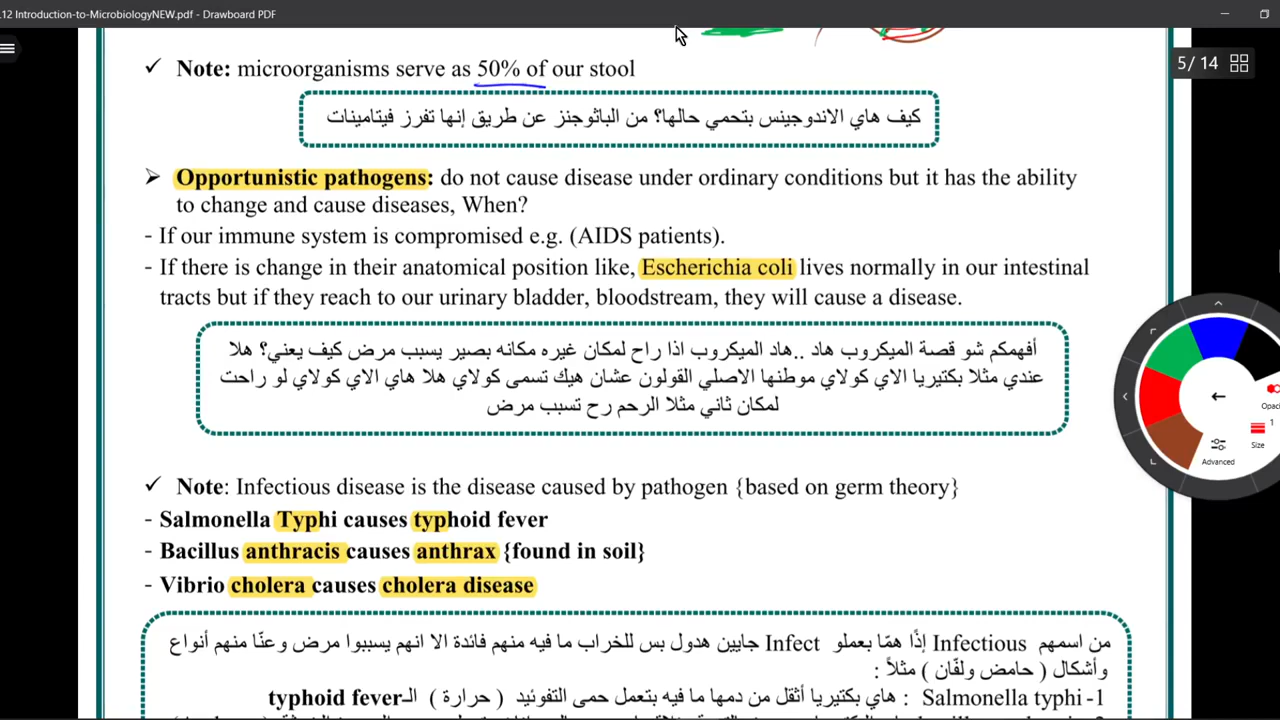 .12 Introduction-to-MicrobiologyNEW.pdf - Drawboard PDF
5/ 14
✓ Note: microorganisms serve as 50% of our stool
كيف هاي الاندوجينس بتحمي حالها؟ من الباثوجنز عن طريق إنها تفرز فيتامينات
➢ Opportunistic pathogens: do not cause disease under ordinary conditions but it has the ability
to change and cause diseases, When?
- If our immune system is compromised e.g. (AIDS patients).
- If there is change in their anatomical position like, Escherichia coli lives normally in our intestinal
tracts but if they reach to our urinary bladder, bloodstream, they will cause a disease.
أفهمكم شو قصة الميكروب هاد ..هاد الميكروب اذا راح لمكان غيره مكانه بصير يسبب مرض كيف يعني؟ هلا
عندي مثلا بكتيريا الاي كولاي موطنها الاصلي القولون عشان هيك تسمى كولاي هلا هاي الاي كولاي لو راحت
لمكان ثاني مثلا الرحم رح تسبب مرض
Opac
Size
1
Advanced
✓ Note: Infectious disease is the disease caused by pathogen {based on germ theory}
- Salmonella Typhi causes typhoid fever
- Bacillus anthracis causes anthrax {found in soil}
- Vibrio cholera causes cholera disease
من اسمهم Infectious إذًا همّا بعملو Infect جايين هدول بس للخراب ما فيه منهم فائدة الا انهم يسببوا مرض وعنّا منهم أنواع
وأشكال ( حامض ولفّان ) مثلاً :
1- Salmonella typhi : هاي بكتيريا أثقل من دمها ما فيه بتعمل حمى التفوئيد ( حرارة ) الـtyphoid fever